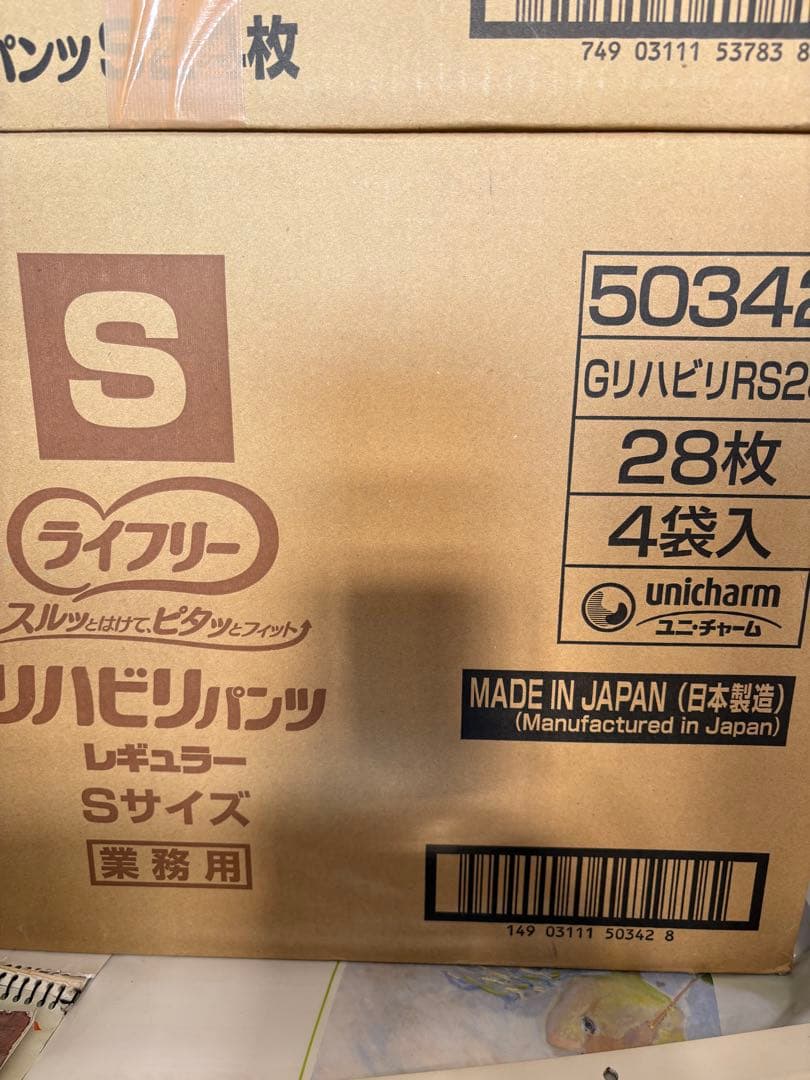 パンツ
枚
749 03111 53783 8
S
ライフリー
スルッとはけて、ピタッとフィット
リハビリパンツ
レギュラー
Sサイズ
業務用
50342
GリハビリRS28
28枚
4袋入
unicharm
ユニ・チャーム
MADE IN JAPAN（日本製造）
(Manufactured in Japan)
149 03111 50342 8